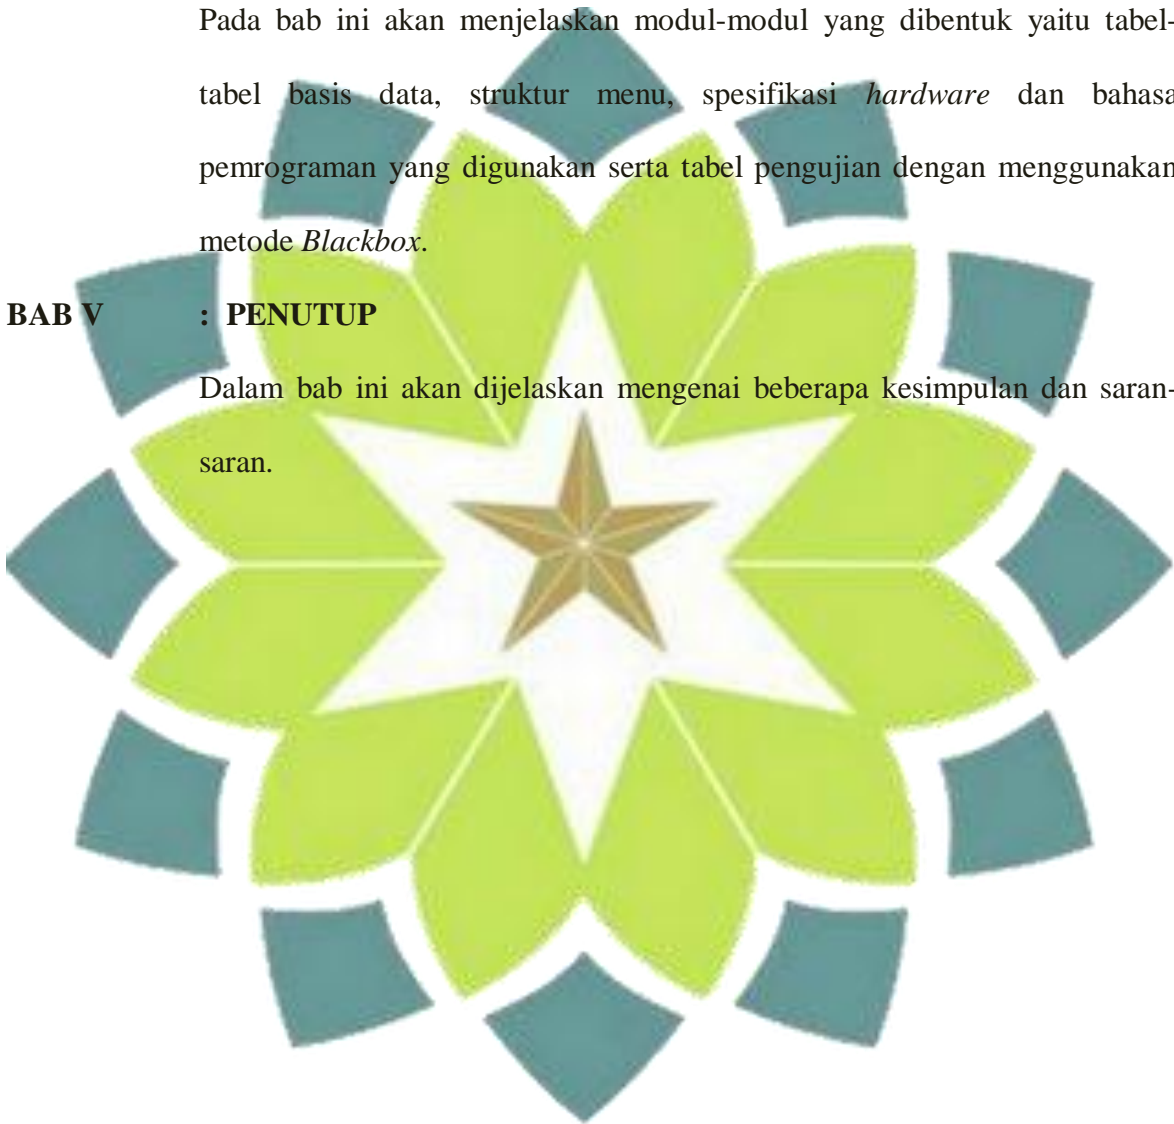 Pada bab ini akan menjelaskan modul-modul yang dibentuk yaitu tabel-
tabel basis data, struktur menu, spesifikasi hardware dan bahasa
pemrograman yang digunakan serta tabel pengujian dengan menggunakan
metode Blackbox.
BAB V : PENUTUP
Dalam bab ini akan dijelaskan mengenai beberapa kesimpulan dan saran-
saran.